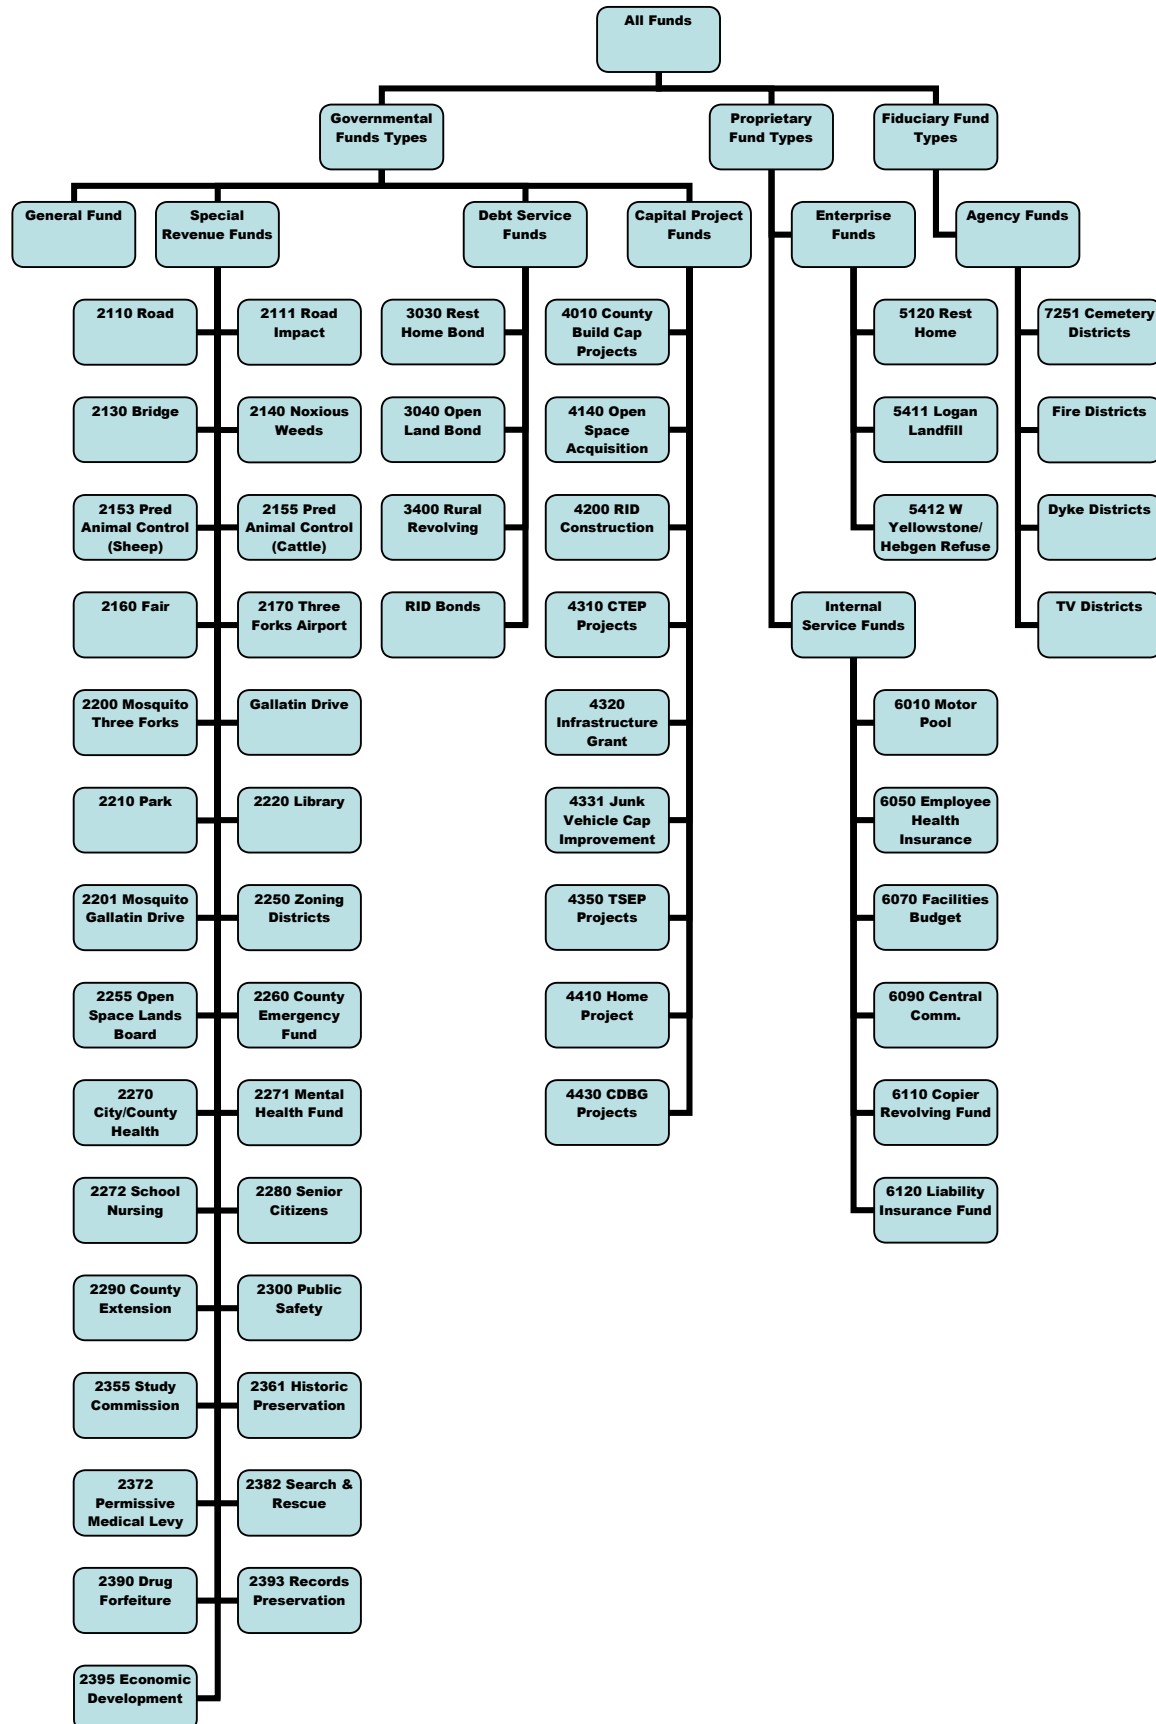 All Funds
Governmental
Funds Types
Proprietary
Fund Types
Fiduciary Fund
Types
General Fund
Special
Revenue Funds
Debt Service
Funds
Capital Project
Funds
Enterprise
Funds
Agency Funds
2110 Road
2111 Road
Impact
3030 Rest
Home Bond
4010 County
Build Cap
Projects
5120 Rest
Home
7251 Cemetery
Districts
2130 Bridge
2140 Noxious
Weeds
3040 Open
Land Bond
4140 Open
Space
Acquisition
5411 Logan
Landfill
Fire Districts
2153 Pred
Animal Control
(Sheep)
2155 Pred
Animal Control
(Cattle)
3400 Rural
Revolving
4200 RID
Construction
5412 W
Yellowstone/
Hebgen Refuse
Dyke Districts
2160 Fair
2170 Three
Forks Airport
RID Bonds
4310 CTEP
Projects
Internal
Service Funds
TV Districts
2200 Mosquito
Three Forks
Gallatin Drive
4320
Infrastructure
Grant
6010 Motor
Pool
2210 Park
2220 Library
4331 Junk
Vehicle Cap
Improvement
6050 Employee
Health
Insurance
2201 Mosquito
Gallatin Drive
2250 Zoning
Districts
4350 TSEP
Projects
6070 Facilities
Budget
2255 Open
Space Lands
Board
2260 County
Emergency
Fund
4410 Home
Project
6090 Central
Comm.
2270
City/County
Health
2271 Mental
Health Fund
4430 CDBG
Projects
6110 Copier
Revolving Fund
2272 School
Nursing
2280 Senior
Citizens
6120 Liability
Insurance Fund
2290 County
Extension
2300 Public
Safety
2355 Study
Commission
2361 Historic
Preservation
2372
Permissive
Medical Levy
2382 Search &
Rescue
2390 Drug
Forfeiture
2393 Records
Preservation
2395 Economic
Development